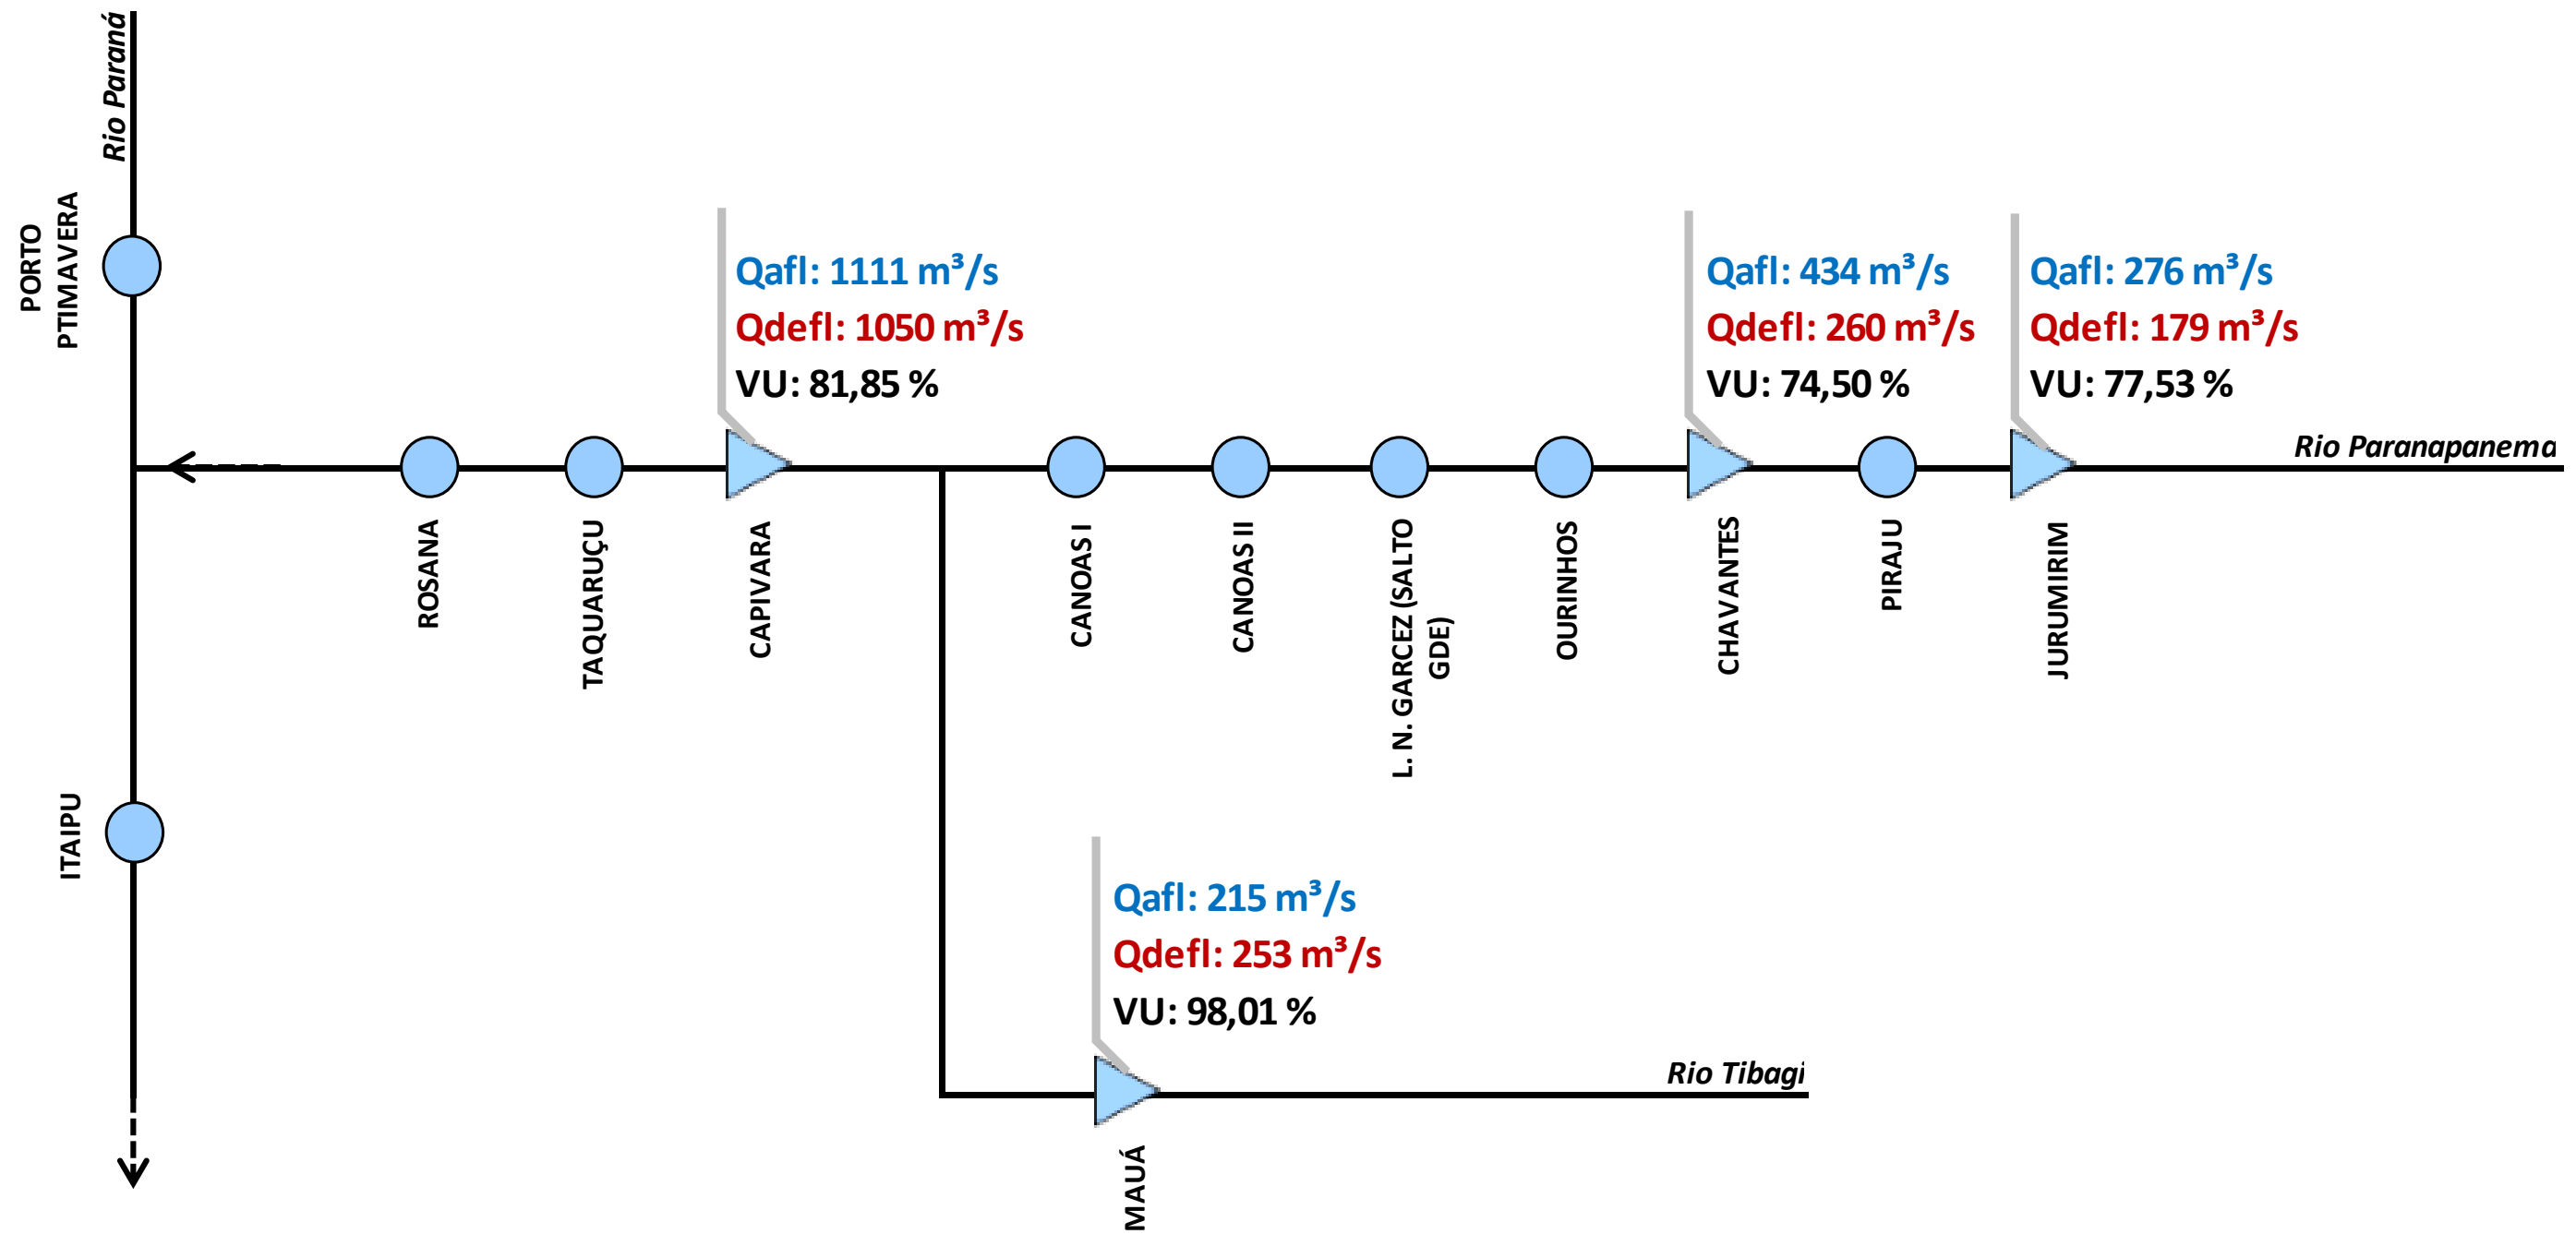 Rio Paraná
PORTO
PTIMAVERA
Qafl: 1111 m³/s
Qdefl: 1050 m³/s
VU: 81,85 %
Qafl: 434 m³/s
Qdefl: 260 m³/s
VU: 74,50 %
Qafl: 276 m³/s
Qdefl: 179 m³/s
VU: 77,53 %
Rio Paranapanema
ROSANA
TAQUARUÇU
CAPIVARA
CANOAS I
CANOAS II
L. N. GARCEZ (SALTO
GDE)
OURINHOS
CHAVANTES
PIRAJU
JURUMIRIM
ITAIPU
Qafl: 215 m³/s
Qdefl: 253 m³/s
VU: 98,01 %
Rio Tibagi
MAUÁ